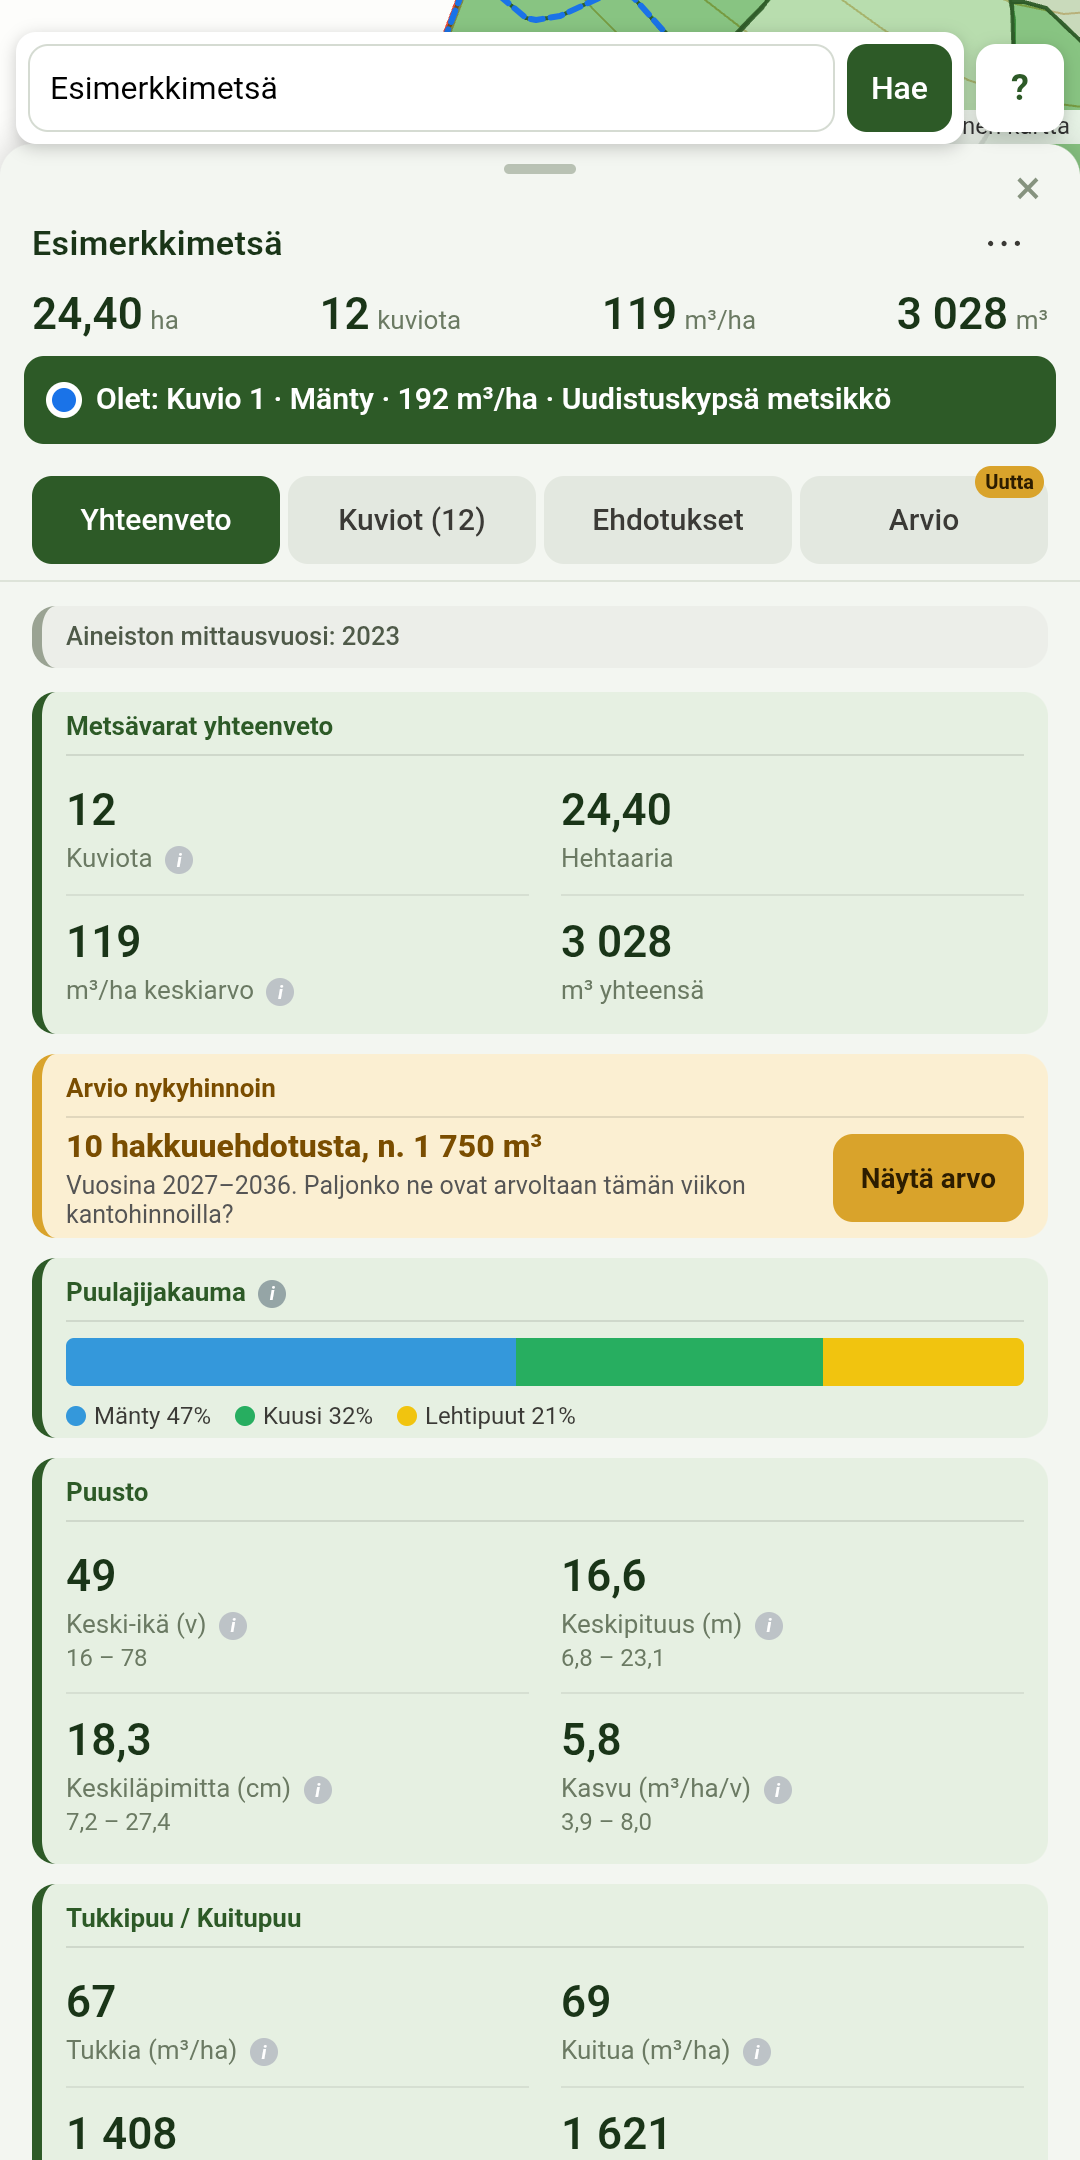 Esimerkkimetsä
Hae
?
nen kartta
×
Esimerkkimetsä
...
24,40 ha
12 kuviota
119 m³/ha
3 028 m³
Olet: Kuvio 1 · Mänty · 192 m³/ha · Uudistuskypsä metsikkö
Uutta
Yhteenveto
Kuviot (12)
Ehdotukset
Arvio
Aineiston mittausvuosi: 2023
Metsävarat yhteenveto
12
Kuviota i
24,40
Hehtaaria
119
m³/ha keskiarvo i
3 028
m³ yhteensä
Arvio nykyhinnoin
10 hakkuuehdotusta, n. 1 750 m³
Vuosina 2027–2036. Paljonko ne ovat arvoltaan tämän viikon
kantohinnoilla?
Näytä arvo
Puulajijakauma i
Mänty 47%
Kuusi 32%
Lehtipuut 21%
Puusto
49
Keski-ikä (v) i
16 – 78
16,6
Keskipituus (m) i
6,8 – 23,1
18,3
Keskiläpimitta (cm) i
7,2 – 27,4
5,8
Kasvu (m³/ha/v) i
3,9 – 8,0
Tukkipuu / Kuitupuu
67
Tukkia (m³/ha) i
69
Kuitua (m³/ha) i
1 408
1 621